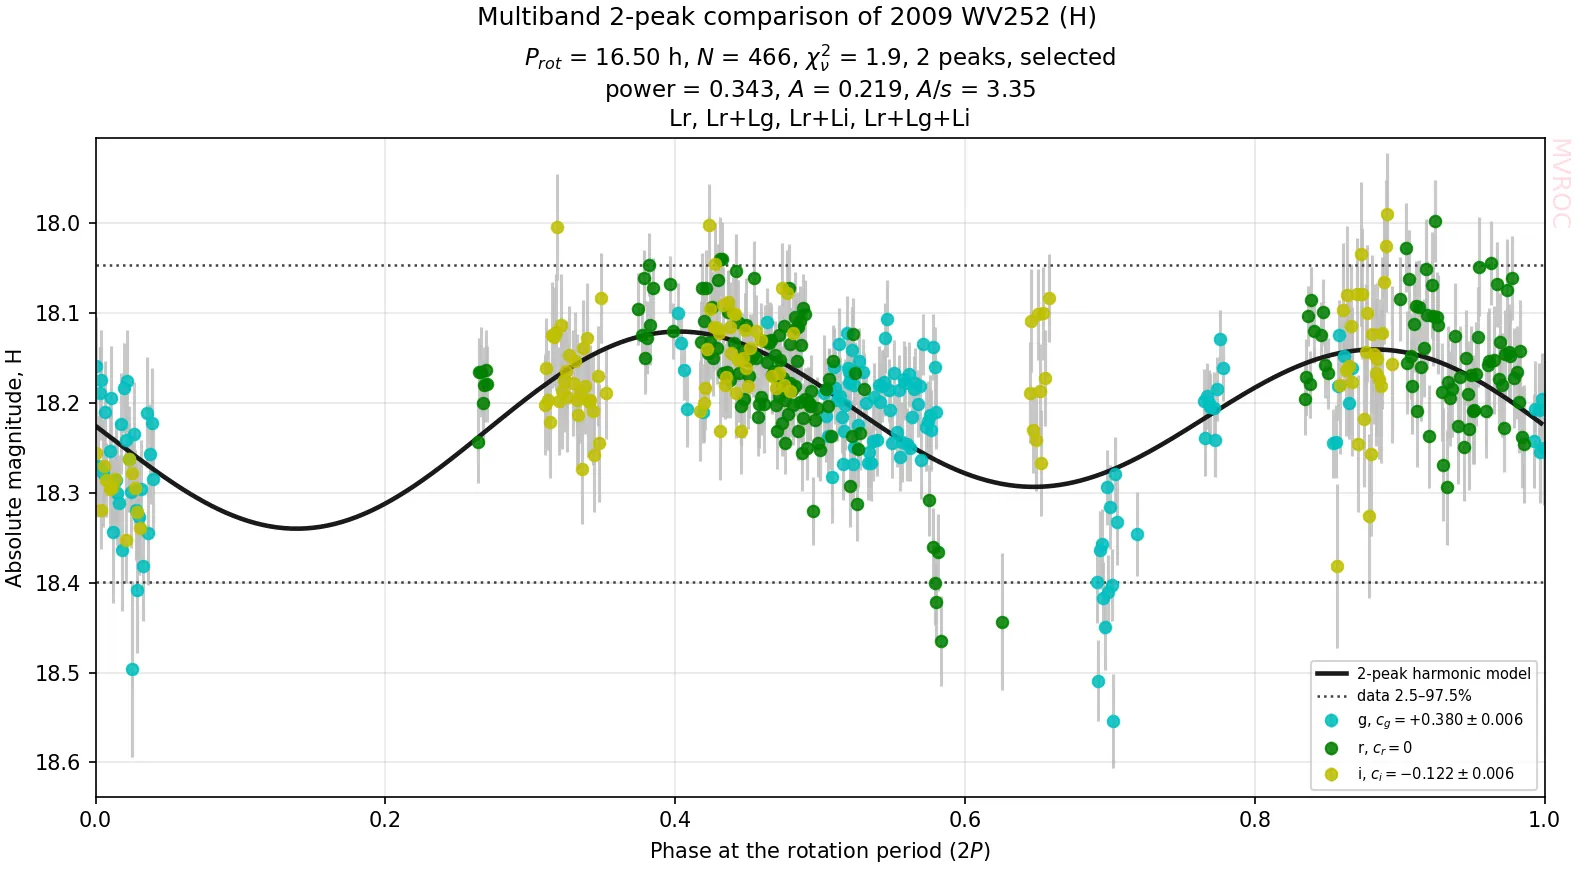 Multiband 2-peak comparison of 2009 WV252 (H)
P_rot = 16.50 h, N = 466, χ²_ν = 1.9, 2 peaks, selected
power = 0.343, A = 0.219, A/s = 3.35
Lr, Lr+Lg, Lr+Li, Lr+Lg+Li
MVROC
Absolute magnitude, H
18.0
18.1
18.2
18.3
18.4
18.5
18.6
2-peak harmonic model
data 2.5–97.5%
g, c_g = +0.380 ± 0.006
r, c_r = 0
i, c_i = −0.122 ± 0.006
0.0 0.2 0.4 0.6 0.8 1.0
Phase at the rotation period (2P)